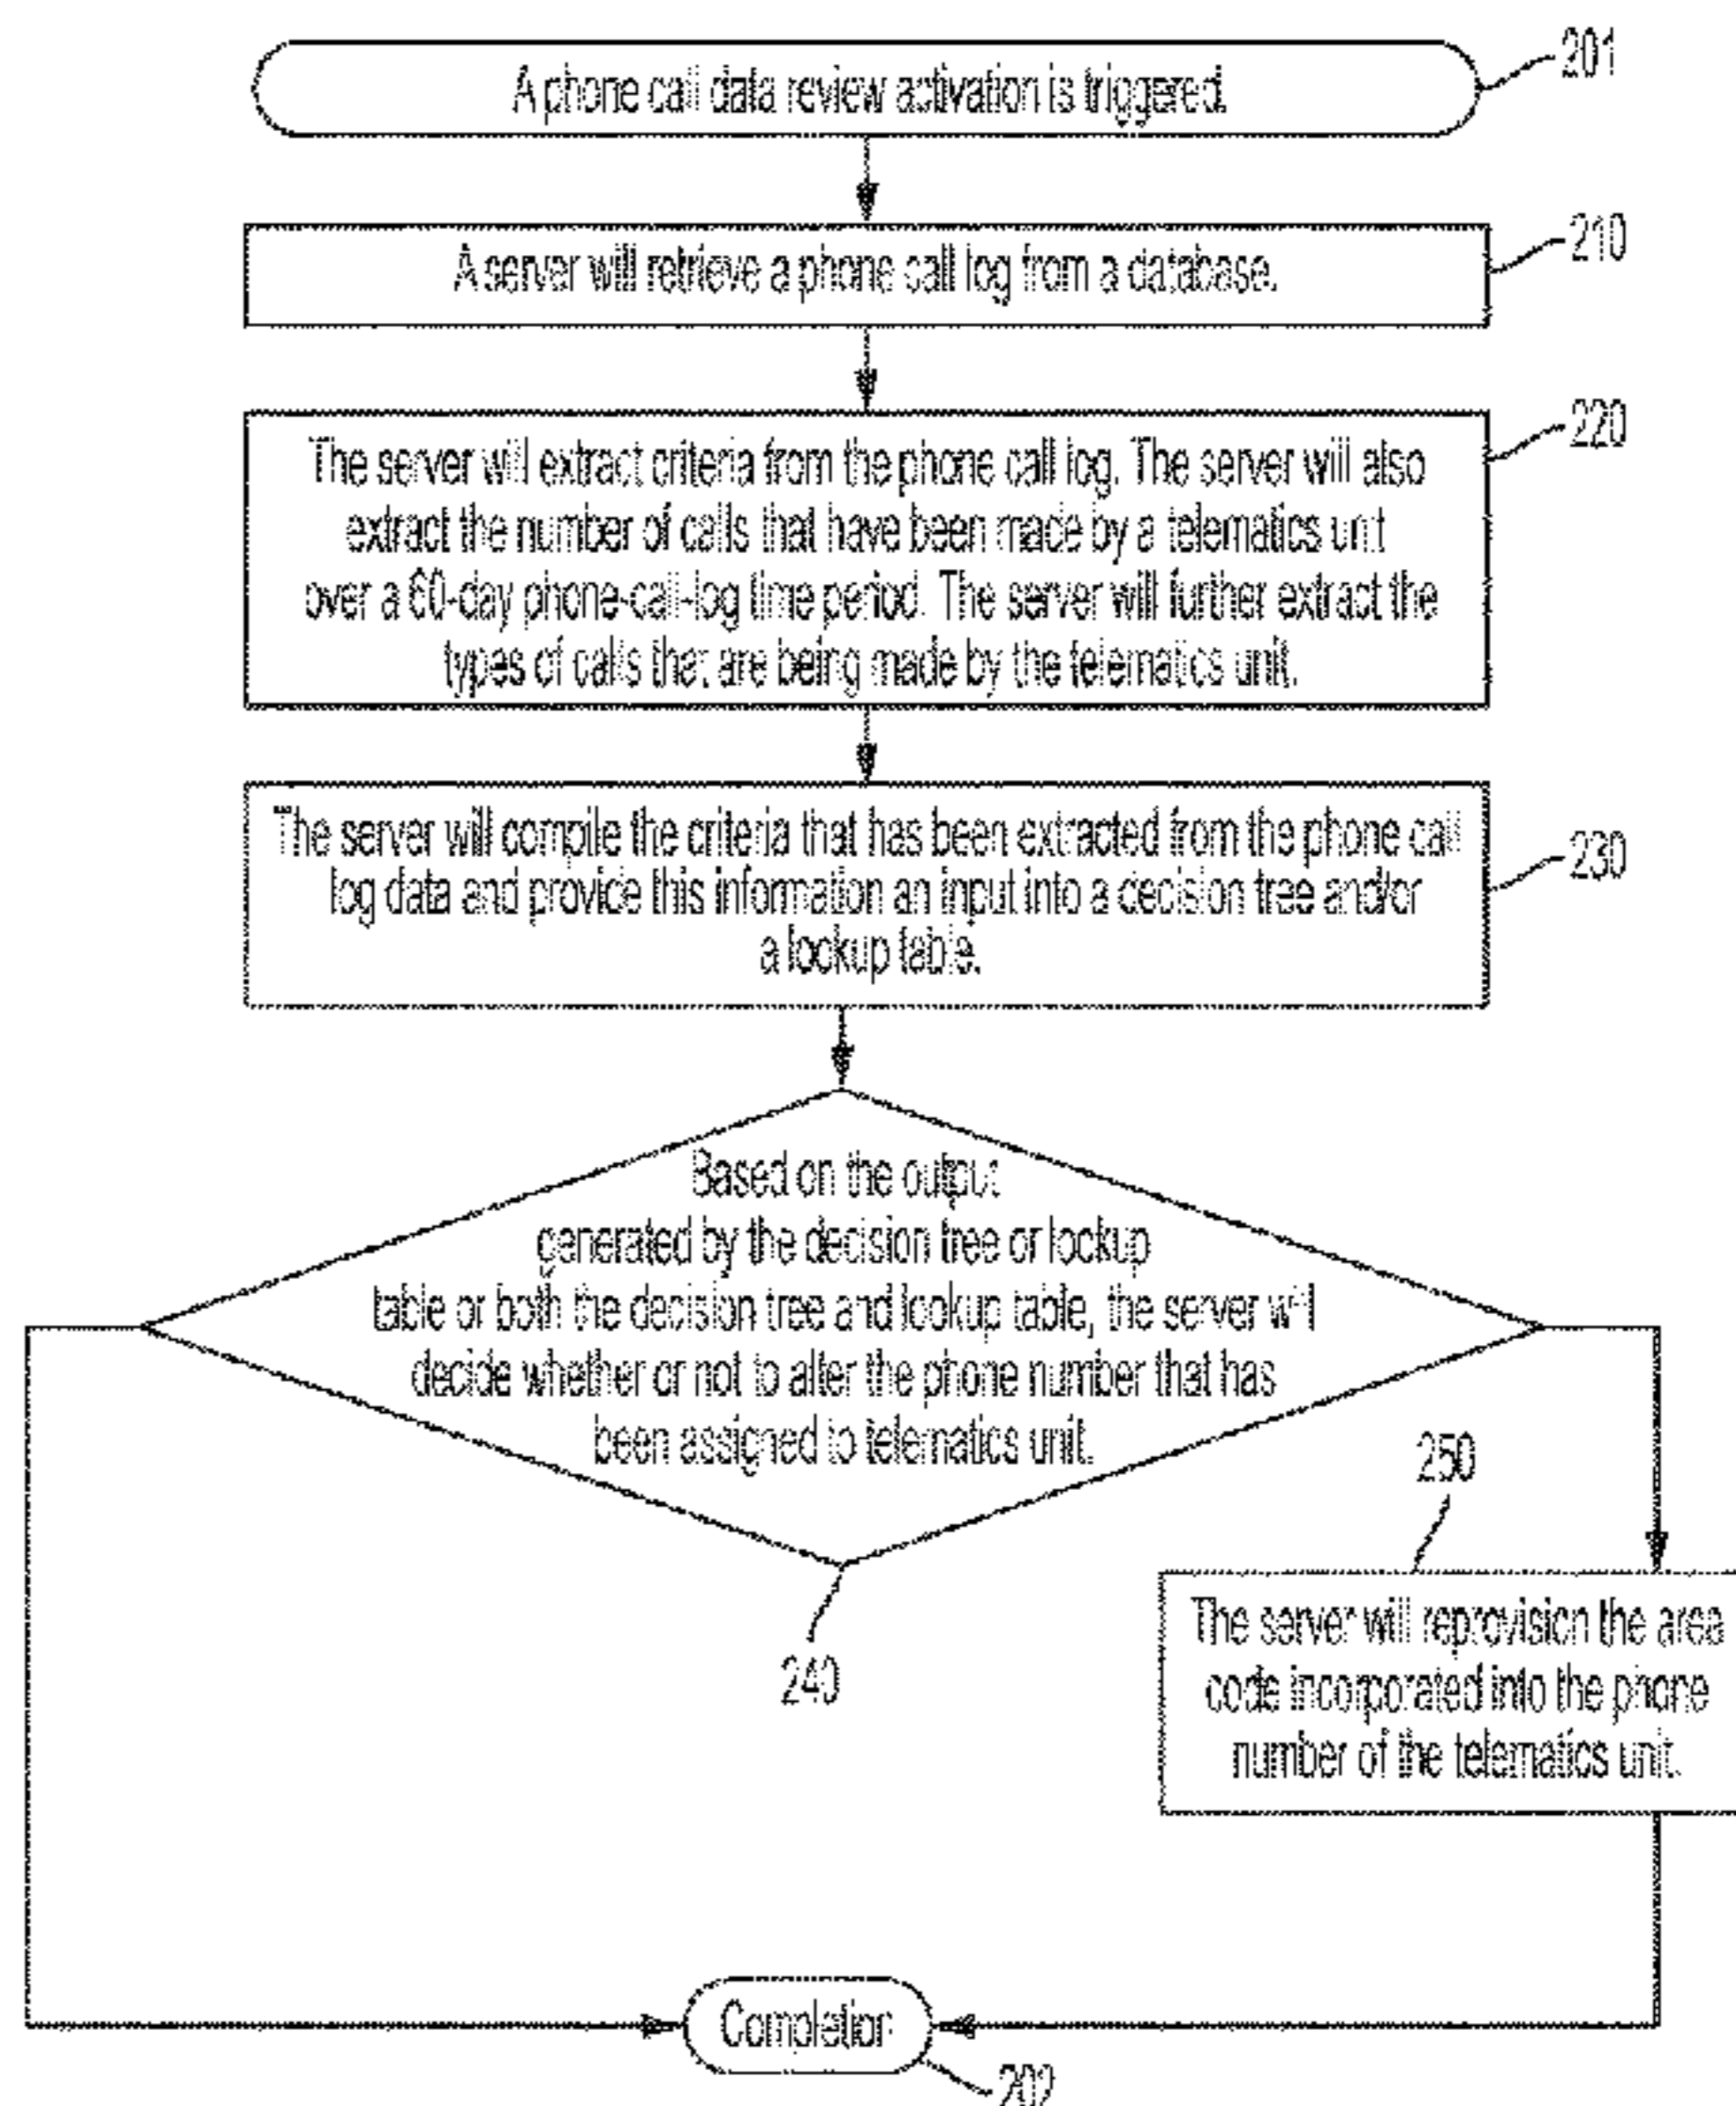 A phone call data review activation is triggered.
201
A server will retrieve a phone call log from a database.
210
The server will extract criteria from the phone call log. The server will also
extract the number of calls that have been made by a telematics unit
over a 60-day phone-call-log time period. The server will further extract the
types of calls that are being made by the telematics unit.
220
The server will compile the criteria that has been extracted from the phone call
log data and provide this information an input into a decision tree and/or
a lookup table.
230
Based on the output
generated by the decision tree or lookup
table or both the decision tree and lookup table, the server will
decide whether or not to alter the phone number that has
been assigned to telematics unit.
240
250
The server will reprovision the area
code incorporated into the phone
number of the telematics unit.
Completion
202